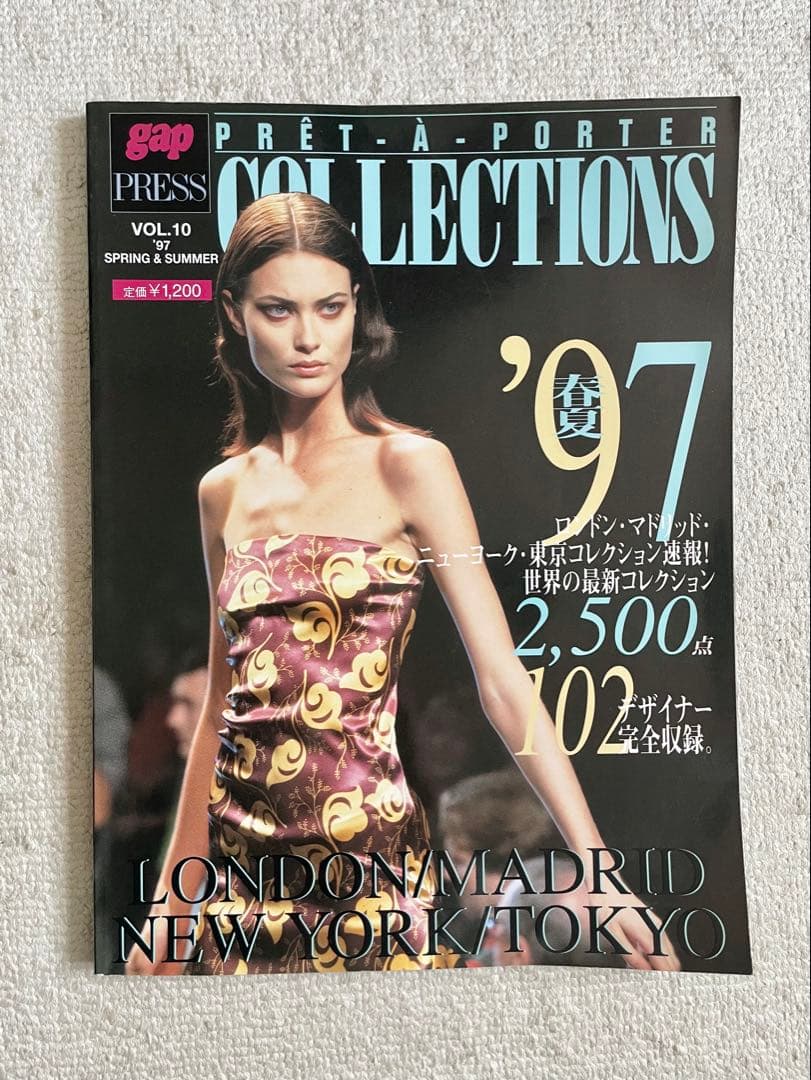 gap
PRESS
VOL.10
'97
SPRING & SUMMER
定価¥1,200
PRÊT-À-PORTER
COLLECTIONS
'97
春夏
ロンドン・マドリッド・
ニューヨーク・東京コレクション速報!
世界の最新コレクション
2,500点
102デザイナー
完全収録。
LONDON/MADRID
NEW YORK/TOKYO